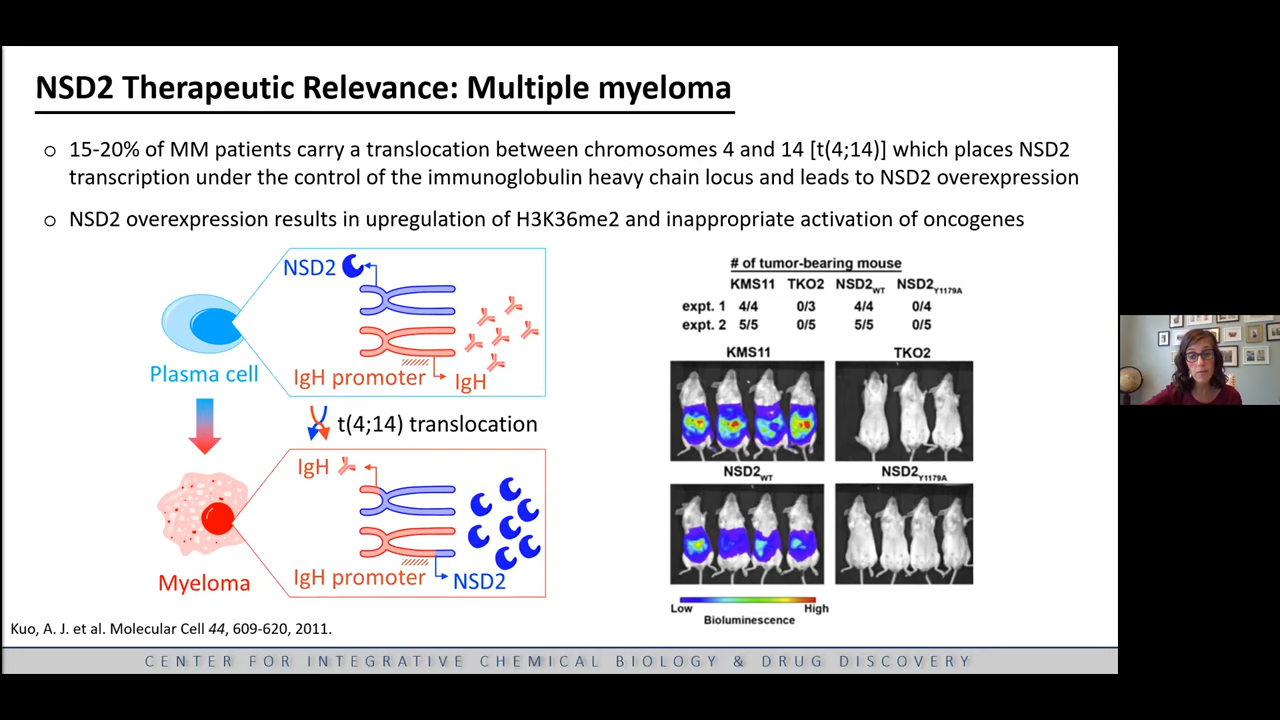 NSD2 Therapeutic Relevance: Multiple myeloma
o 15-20% of MM patients carry a translocation between chromosomes 4 and 14 [t(4;14)] which places NSD2
transcription under the control of the immunoglobulin heavy chain locus and leads to NSD2 overexpression
o NSD2 overexpression results in upregulation of H3K36me2 and inappropriate activation of oncogenes
NSD2
IgH promoter
IgH
Plasma cell
t(4;14) translocation
IgH
IgH promoter
NSD2
Myeloma
# of tumor-bearing mouse
KMS11 TKO2 NSD2WT NSD2Y1179A
expt. 1 4/4 0/3 4/4 0/4
expt. 2 5/5 0/5 5/5 0/5
KMS11
TKO2
NSD2WT
NSD2Y1179A
Low High
Bioluminescence
Kuo, A. J. et al. Molecular Cell 44, 609-620, 2011.
CENTER FOR INTEGRATIVE CHEMICAL BIOLOGY & DRUG DISCOVERY